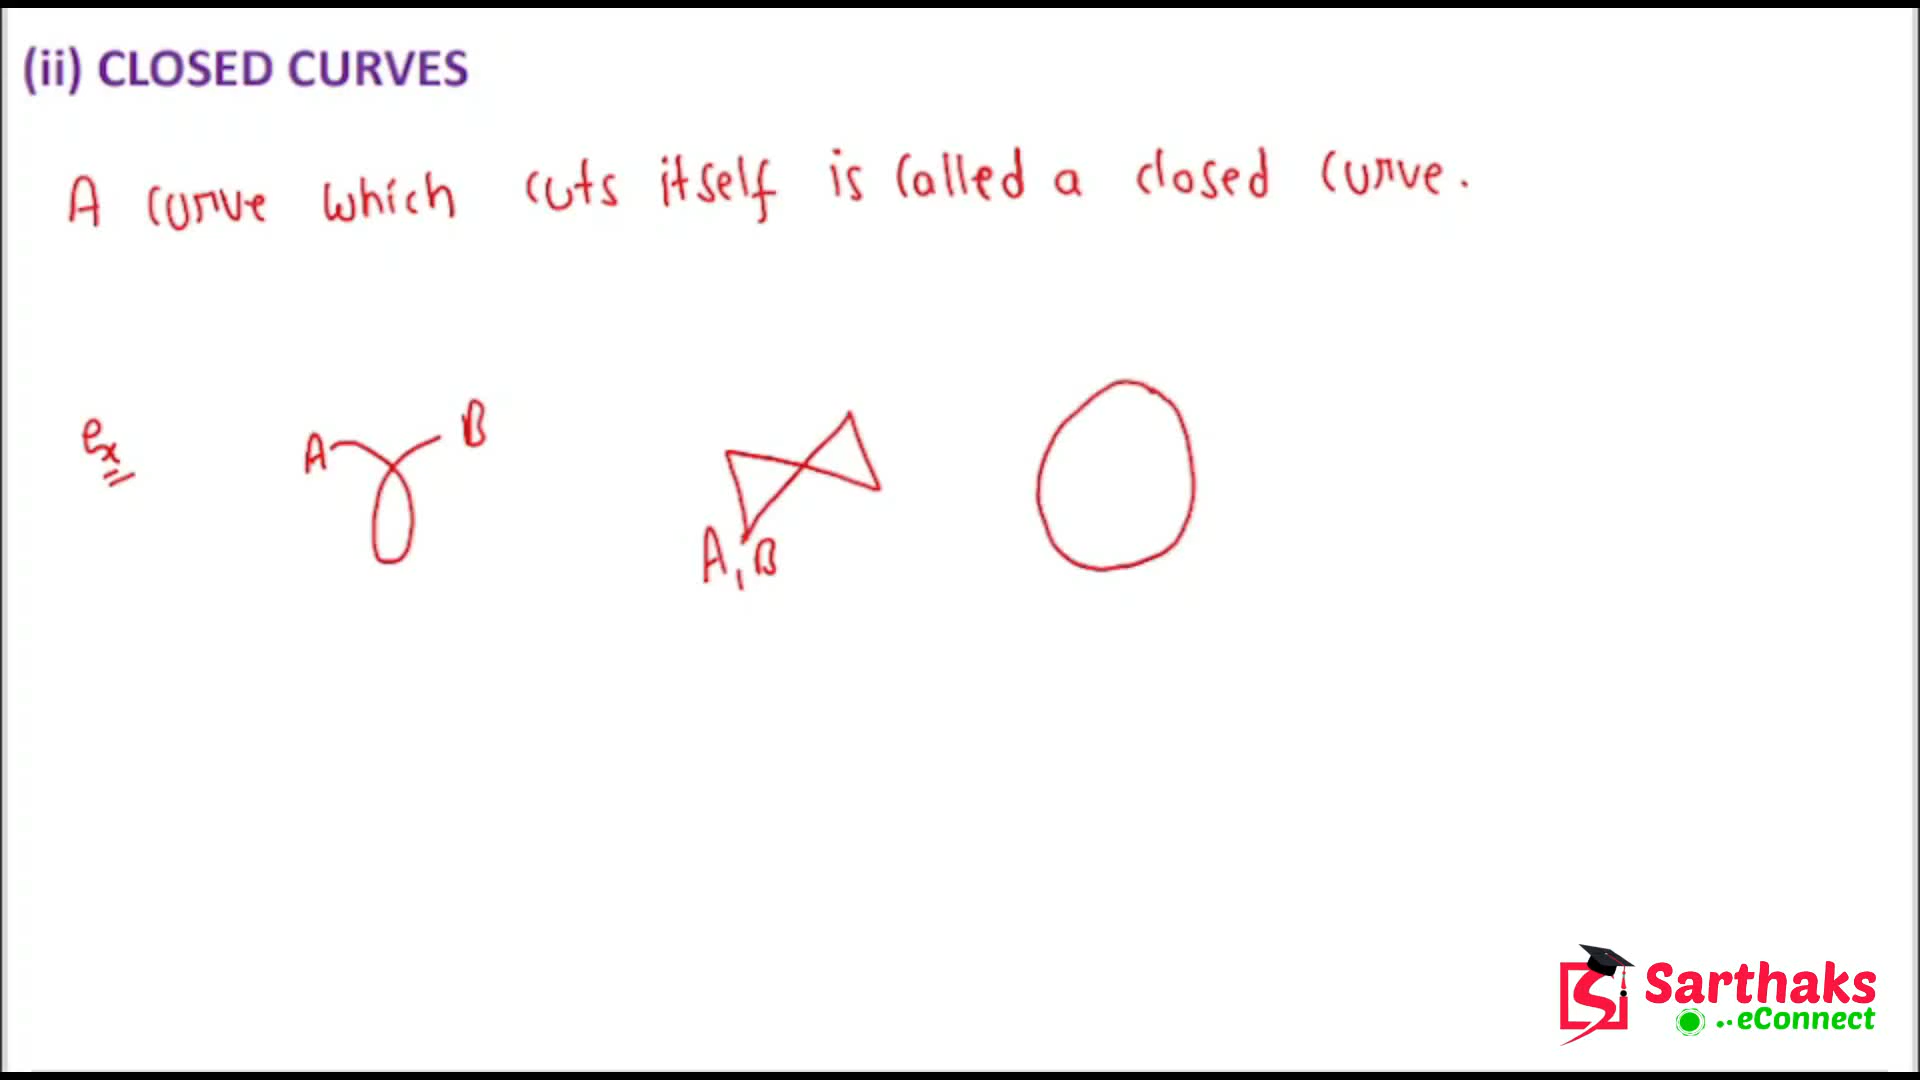 (ii) CLOSED CURVES
A curve which cuts itself is called a closed curve.
ex
A B
A, B
Sarthaks
eConnect